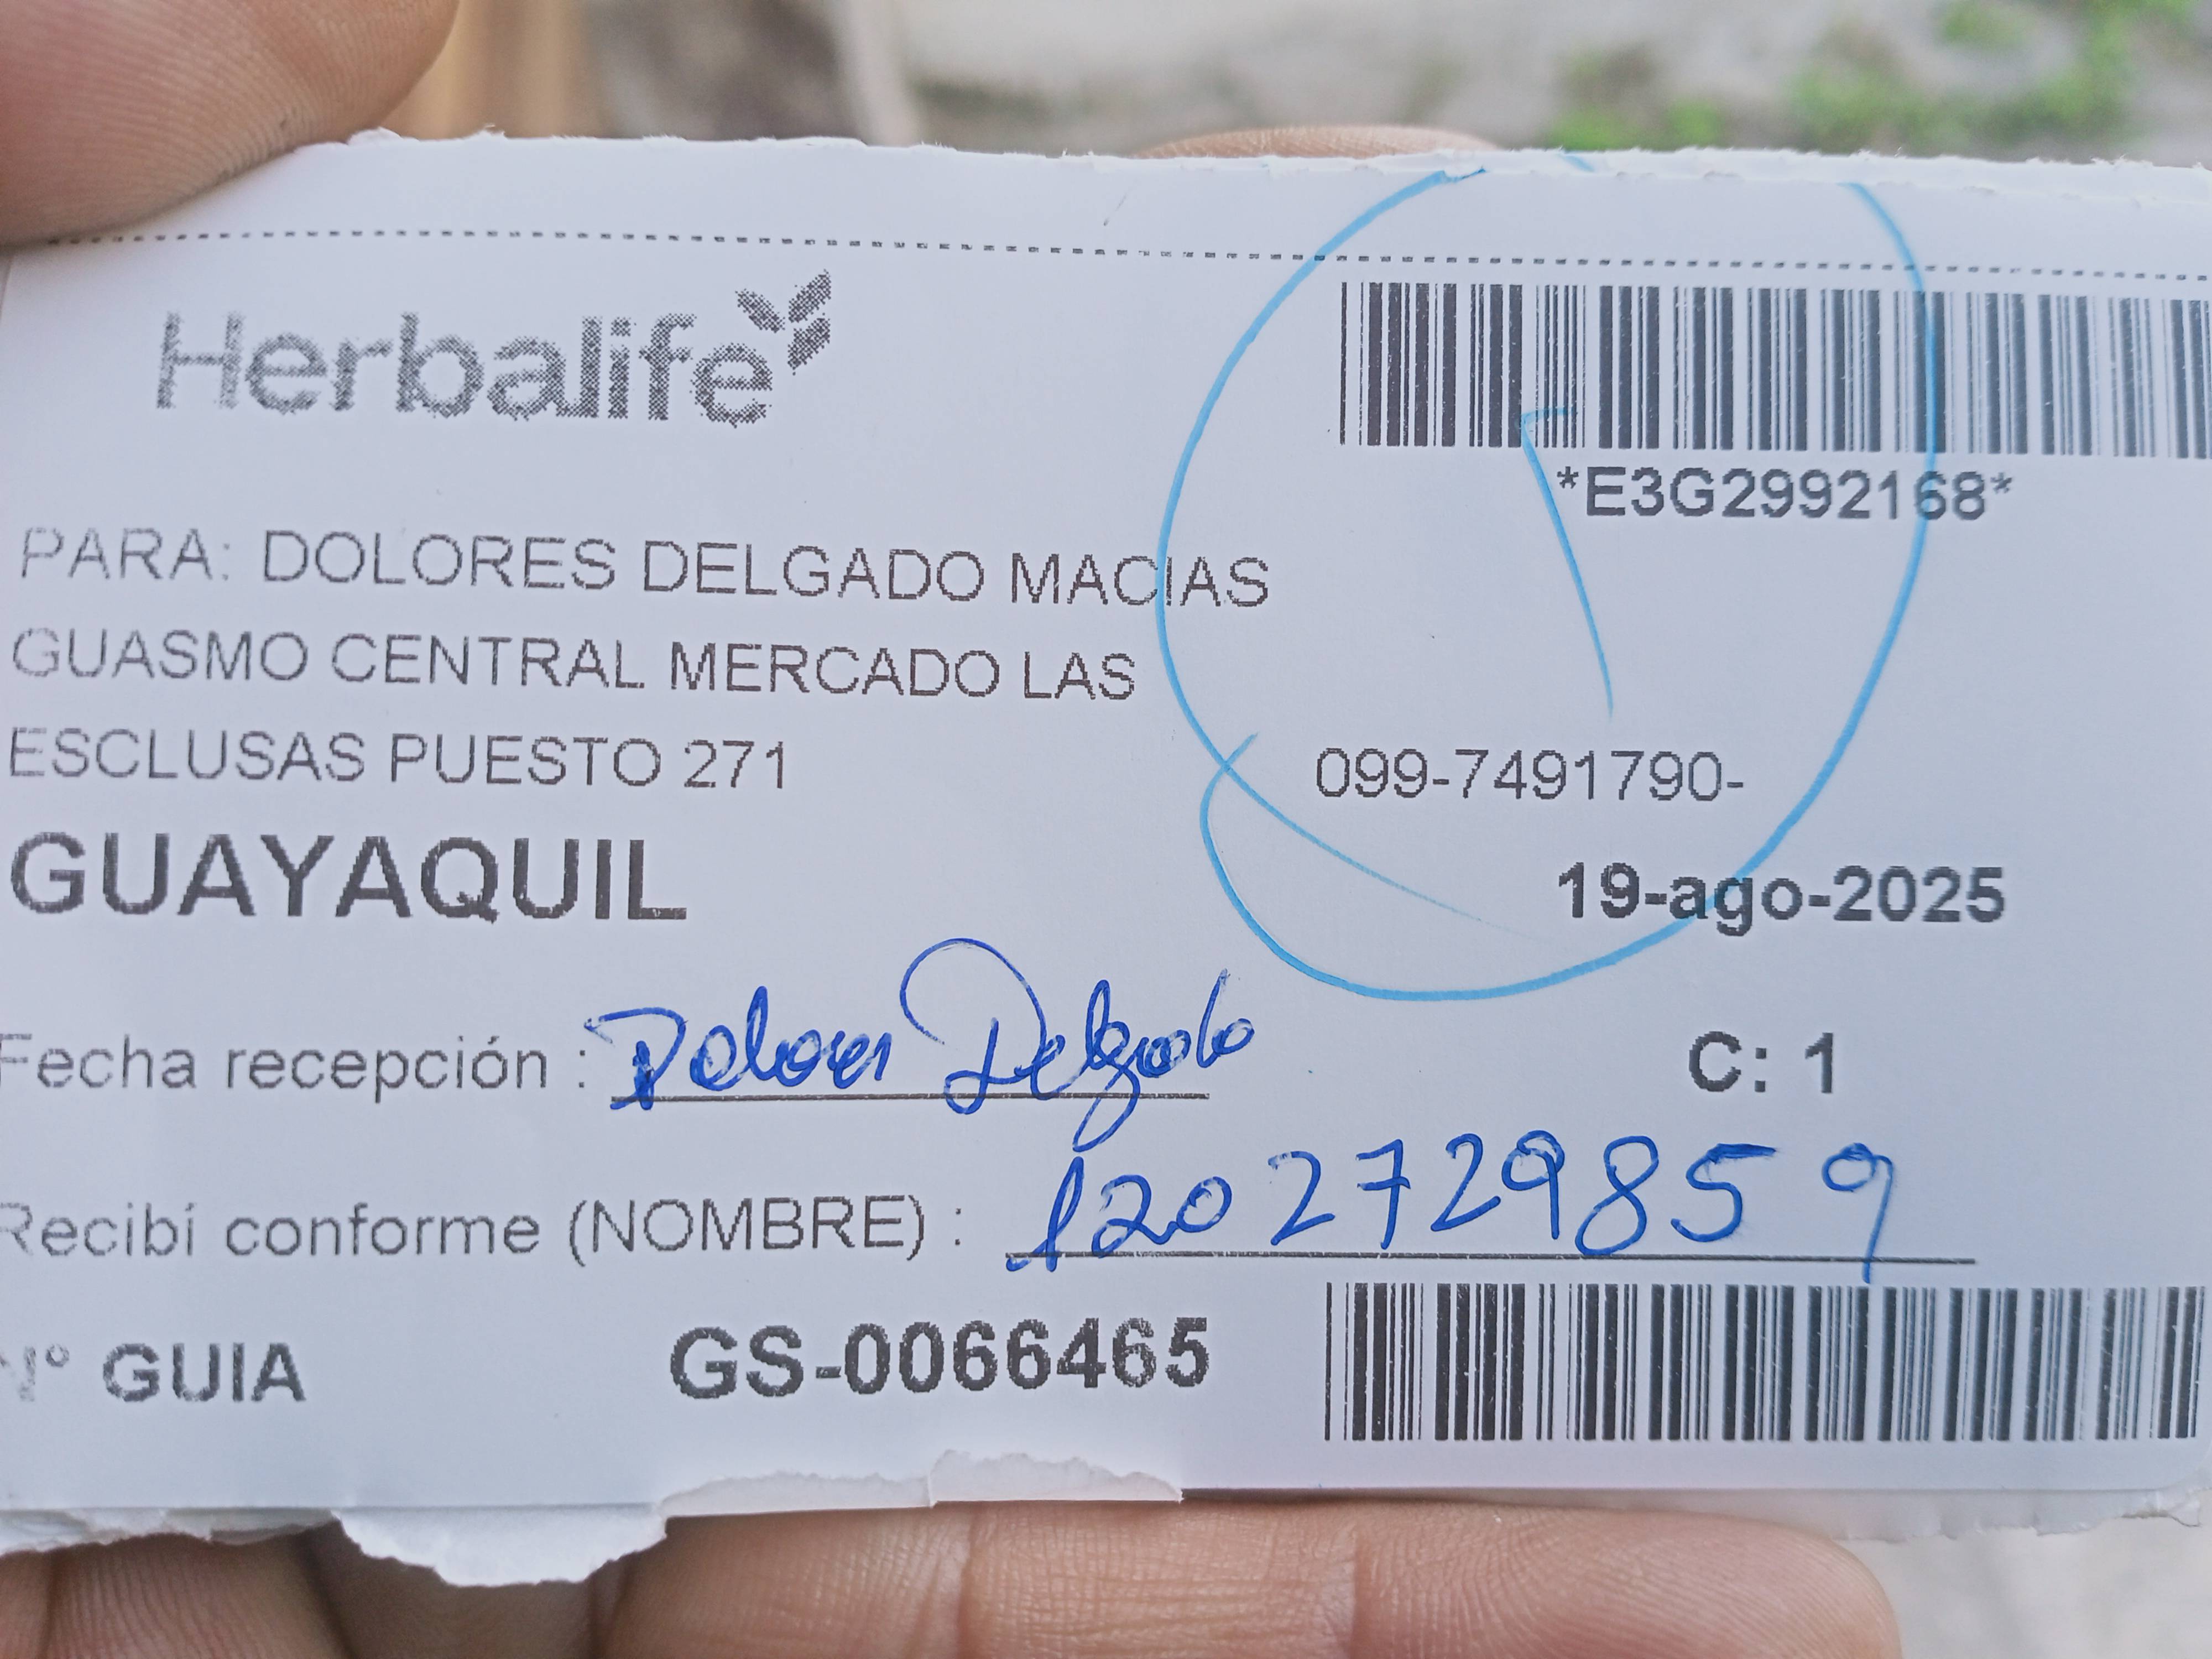 Herbalife
*E3G2992168*
PARA: DOLORES DELGADO MACIAS
GUASMO CENTRAL MERCADO LAS
ESCLUSAS PUESTO 271
099-7491790-
GUAYAQUIL
19-ago-2025
Fecha recepción : Dolores Delgado
C: 1
Recibí conforme (NOMBRE) : 1202729859
N° GUIA GS-0066465